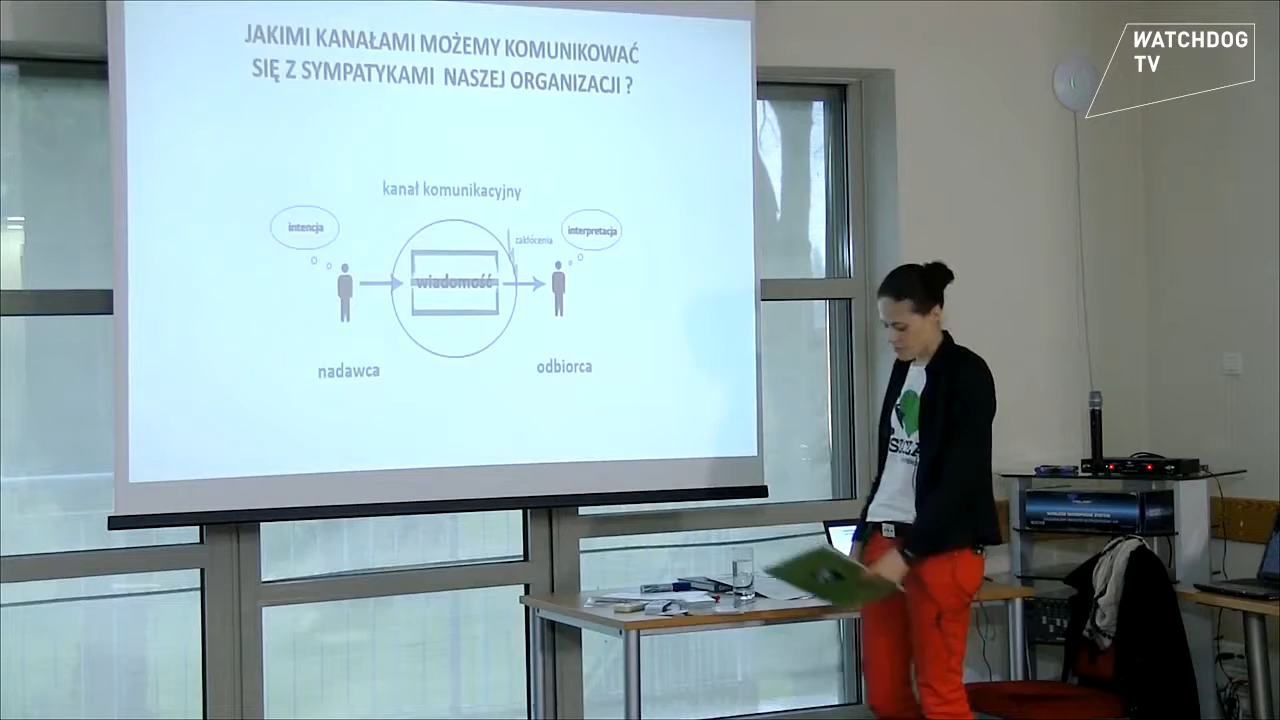 JAKIMI KANAŁAMI MOŻEMY KOMUNIKOWAĆ
SIĘ Z SYMPATYKAMI NASZEJ ORGANIZACJI ?
kanał komunikacyjny
intencja
zakłócenia
interpretacja
wiadomość
nadawca
odbiorca
WATCHDOG
TV